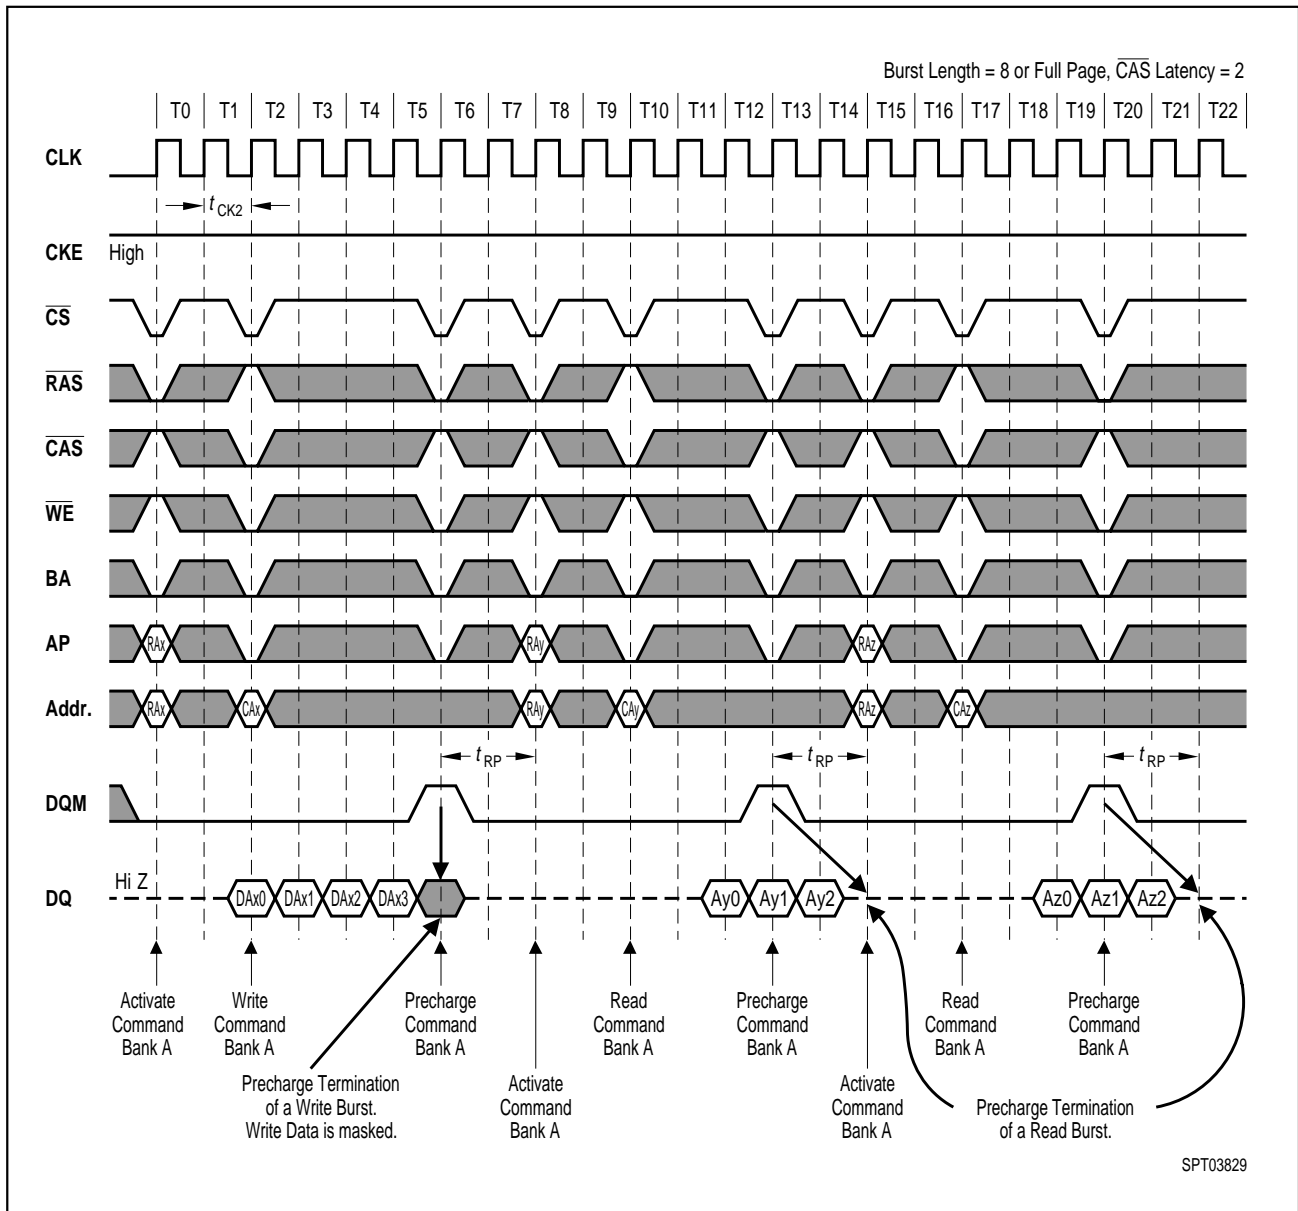 Burst Length = 8 or Full Page, CAS Latency = 2
T0 T1 T2 T3 T4 T5 T6 T7 T8 T9 T10 T11 T12 T13 T14 T15 T16 T17 T18 T19 T20 T21 T22
CLK
t CK2
CKE High
CS
RAS
CAS
WE
BA
AP RAx RAy RAz
Addr. RAx CAx RAy CAy RAz CAz
t RP t RP t RP
DQM
Hi Z
DQ DAx0 DAx1 DAx2 DAx3 Ay0 Ay1 Ay2 Az0 Az1 Az2
Activate
Command
Bank A
Write
Command
Bank A
Precharge
Command
Bank A
Read
Command
Bank A
Precharge
Command
Bank A
Read
Command
Bank A
Precharge
Command
Bank A
Precharge Termination
of a Write Burst.
Write Data is masked.
Activate
Command
Bank A
Activate
Command
Bank A
Precharge Termination
of a Read Burst.
SPT03829